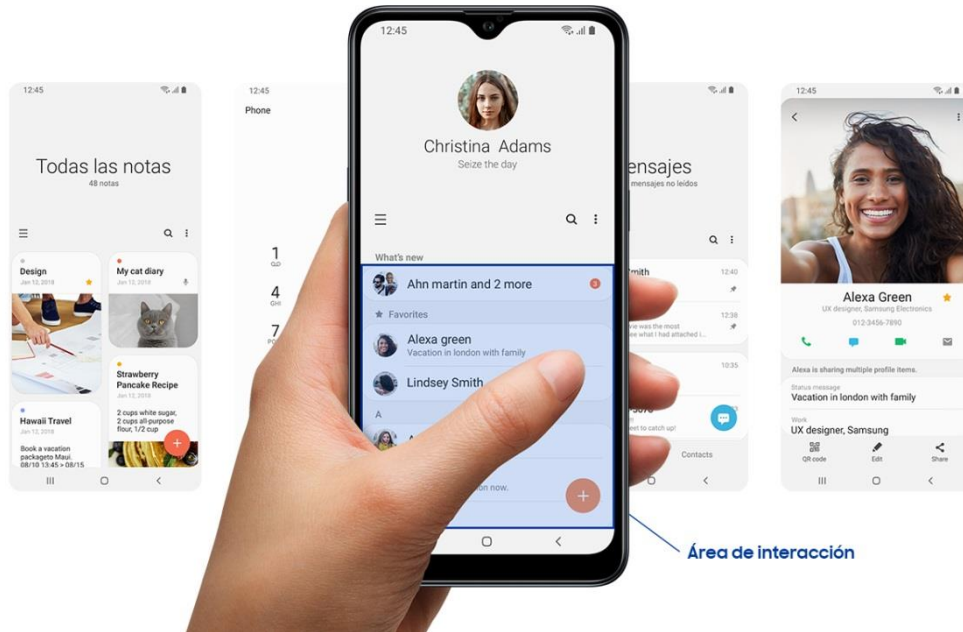 12:45
Todas las notas
48 notas
Design
Jan 12, 2018
My cat diary
Jan 12, 2018
Strawberry
Pancake Recipe
Jan 12, 2018
2 cups white sugar,
2 cups all-purpose
flour, 1/2 cup
Hawaii Travel
Jan 12, 2018
Book a vacation
packageto Maui.
08/10 13:45 > 08/15
12:45
Phone
1
4
GHI
7
12:45
Christina Adams
Seize the day
What's new
Ahn martin and 2 more
3
Favorites
Alexa green
Vacation in london with family
Lindsey Smith
A
on now.
ensajes
mensajes no leídos
mith
12:40
12:38
vie was the most
ee what I had attached i...
10:35
eet to catch up!
Contacts
12:45
Alexa Green
UX designer, Samsung Electronics
012-3456-7890
Alexa is sharing multiple profile items.
Status message
Vacation in london with family
Work
UX designer, Samsung
QR code
Edit
Share
Área de interacción